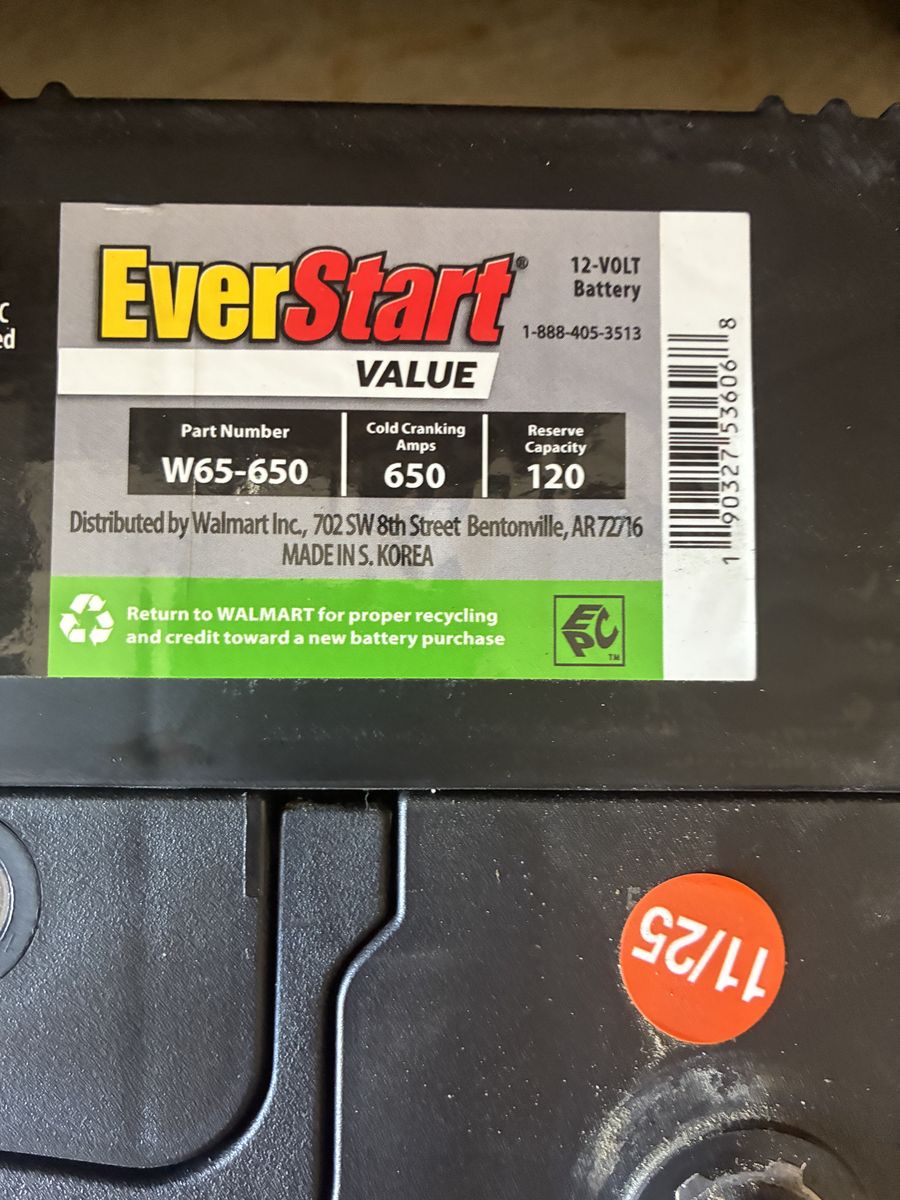 C
ed
EverStart®
12-VOLT
Battery
1-888-405-3513
VALUE
Part Number
W65-650
Cold Cranking
Amps
650
Reserve
Capacity
120
Distributed by Walmart Inc., 702 SW 8th Street Bentonville, AR 72716
MADE IN S. KOREA
Return to WALMART for proper recycling
and credit toward a new battery purchase
EPC™
1 90327 53606 8
11/25